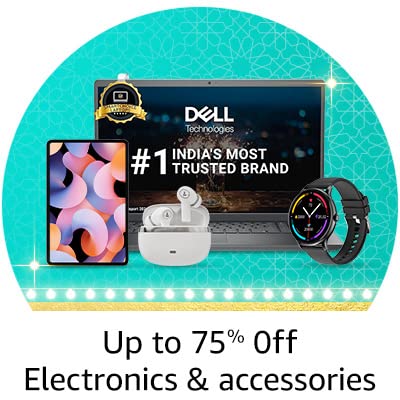 DELL
Technologies
#1 INDIA'S MOST
TRUSTED BRAND
Up to 75% Off
Electronics & accessories